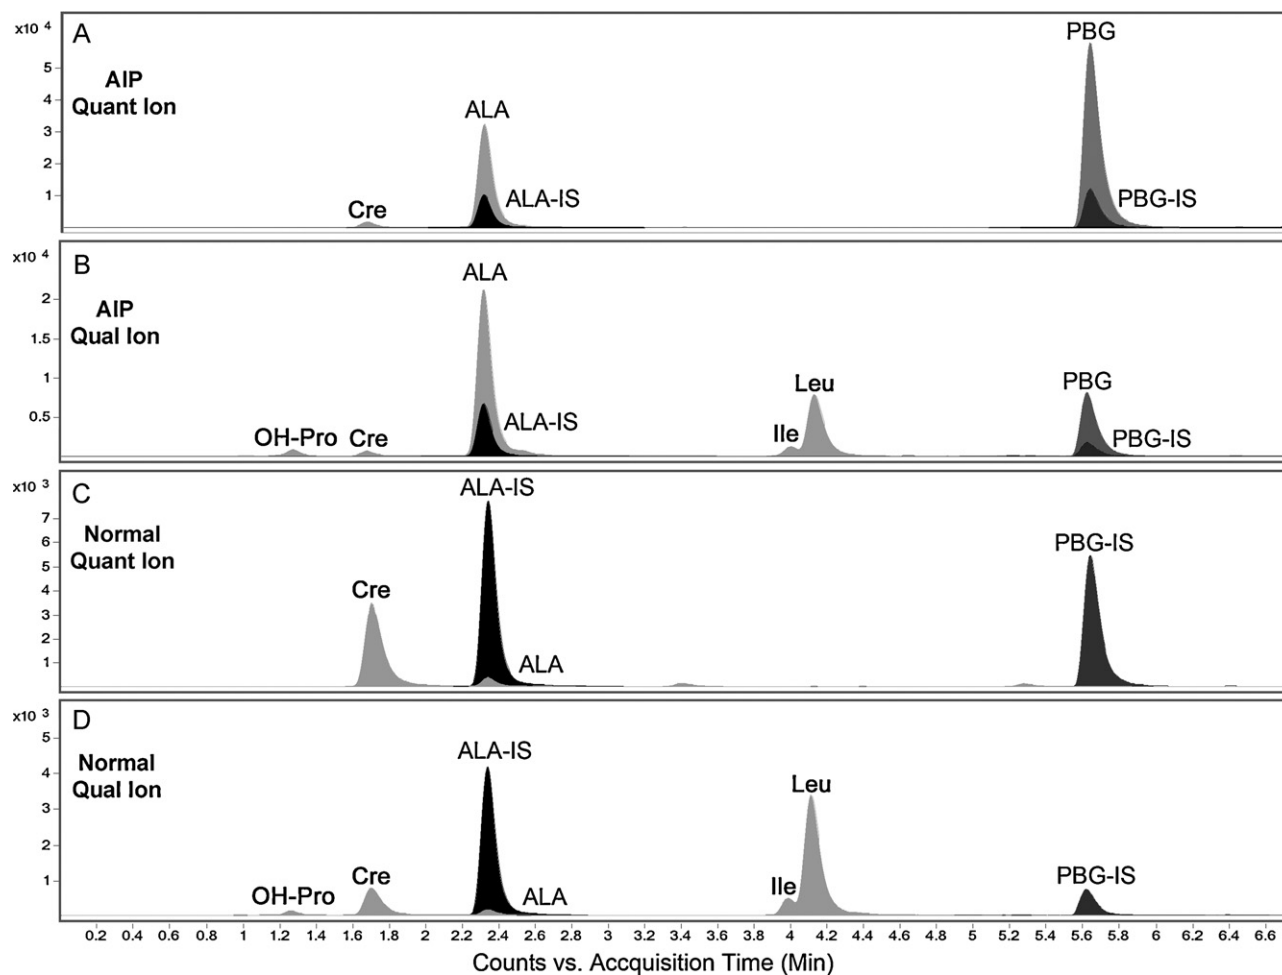 x10 4
A
AIP
Quant Ion
5
4
3
2
1
Cre
ALA
ALA-IS
PBG
PBG-IS
x10 4
B
AIP
Qual Ion
2
1.5
1
0.5
OH-Pro
Cre
ALA
ALA-IS
Ile
Leu
PBG
PBG-IS
x10 3
C
Normal
Quant Ion
7
6
5
4
3
2
1
Cre
ALA-IS
ALA
PBG-IS
x10 3
D
Normal
Qual Ion
5
4
3
2
1
OH-Pro
Cre
ALA-IS
ALA
Ile
Leu
PBG-IS
0.2 0.4 0.6 0.8 1 1.2 1.4 1.6 1.8 2 2.2 2.4 2.6 2.8 3 3.2 3.4 3.6 3.8 4 4.2 4.4 4.6 4.8 5 5.2 5.4 5.6 5.8 6 6.2 6.4 6.6
Counts vs. Accquisition Time (Min)